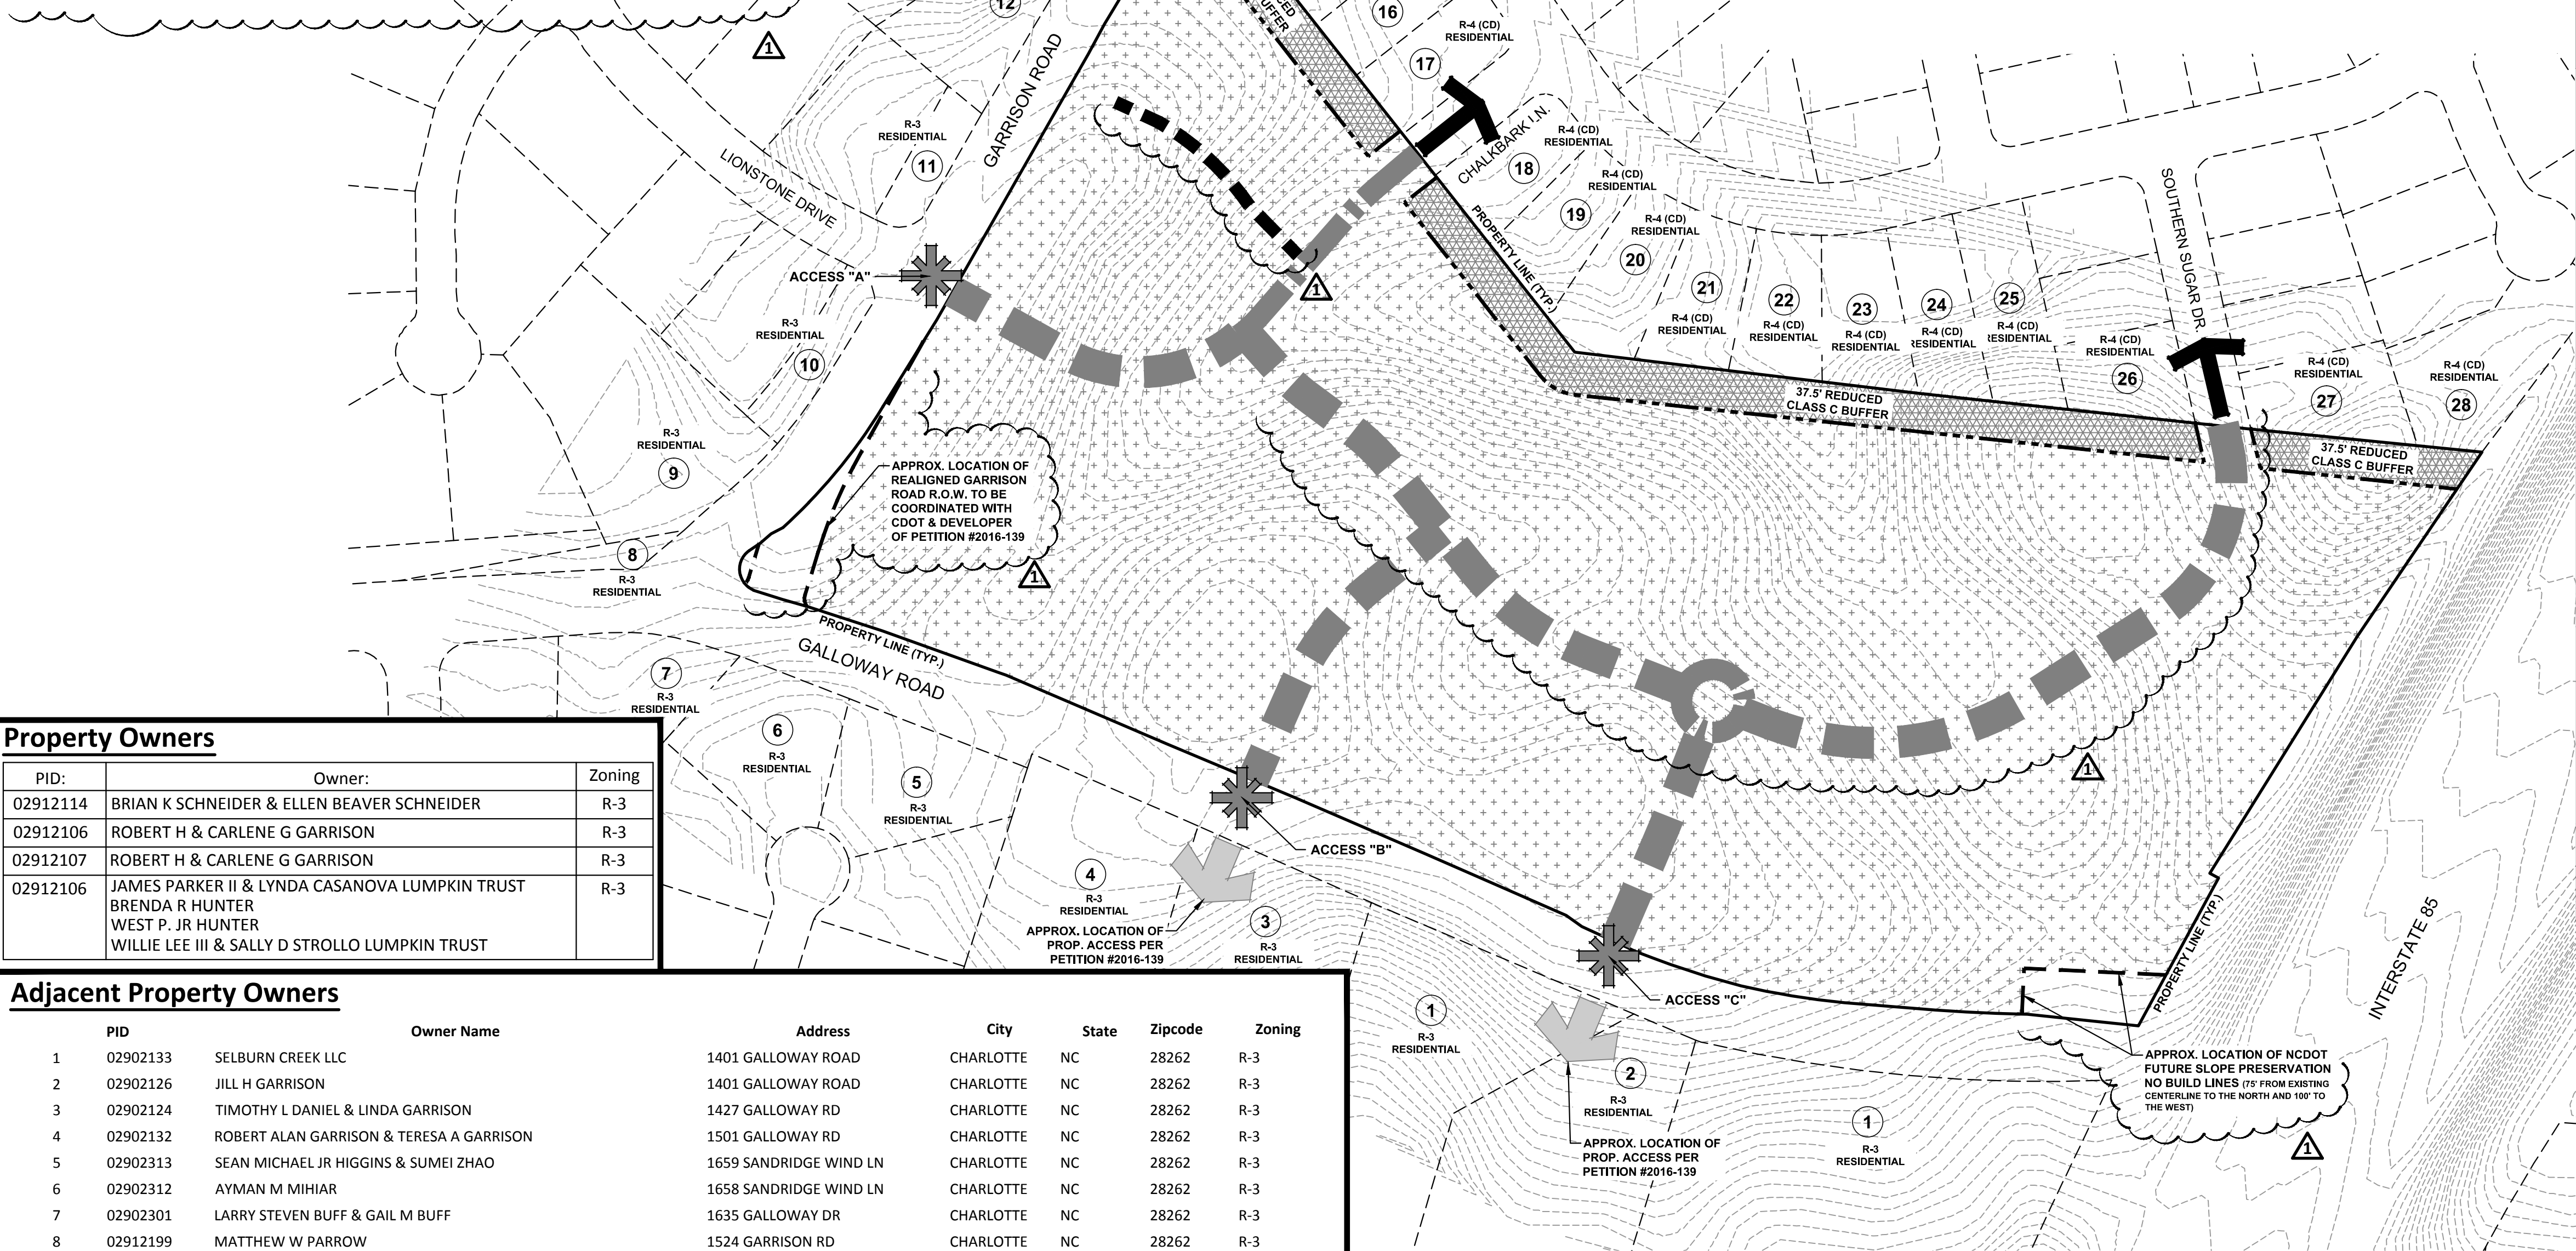 12
1
GARRISON ROAD
BUFFER
16
R-4 (CD)
RESIDENTIAL
17
R-3
RESIDENTIAL
11
LIONSTONE DRIVE
CHALKBARK LN.
R-4 (CD)
RESIDENTIAL
18
R-4 (CD)
RESIDENTIAL
19
R-4 (CD)
RESIDENTIAL
20
SOUTHERN SUGAR DR.
PROPERTY LINE (TYP.)
ACCESS "A"
1
21
R-4 (CD)
RESIDENTIAL
22
R-4 (CD)
RESIDENTIAL
23
R-4 (CD)
RESIDENTIAL
24
R-4 (CD)
RESIDENTIAL
25
R-4 (CD)
RESIDENTIAL
R-4 (CD)
RESIDENTIAL
26
R-4 (CD)
RESIDENTIAL
27
R-4 (CD)
RESIDENTIAL
28
R-3
RESIDENTIAL
10
37.5' REDUCED
CLASS C BUFFER
37.5' REDUCED
CLASS C BUFFER
R-3
RESIDENTIAL
9
APPROX. LOCATION OF
REALIGNED GARRISON
ROAD R.O.W. TO BE
COORDINATED WITH
CDOT & DEVELOPER
OF PETITION #2016-139
1
8
R-3
RESIDENTIAL
PROPERTY LINE (TYP.)
GALLOWAY ROAD
7
R-3
RESIDENTIAL
6
R-3
RESIDENTIAL
5
R-3
RESIDENTIAL
1
ACCESS "B"
4
R-3
RESIDENTIAL
APPROX. LOCATION OF
PROP. ACCESS PER
PETITION #2016-139
3
R-3
RESIDENTIAL
ACCESS "C"
PROPERTY LINE (TYP.)
INTERSTATE 85
1
R-3
RESIDENTIAL
2
R-3
RESIDENTIAL
APPROX. LOCATION OF
PROP. ACCESS PER
PETITION #2016-139
1
R-3
RESIDENTIAL
APPROX. LOCATION OF NCDOT
FUTURE SLOPE PRESERVATION
NO BUILD LINES (75' FROM EXISTING
CENTERLINE TO THE NORTH AND 100' TO
THE WEST)
1
Property Owners
PID: Owner: Zoning
02912114 BRIAN K SCHNEIDER & ELLEN BEAVER SCHNEIDER R-3
02912106 ROBERT H & CARLENE G GARRISON R-3
02912107 ROBERT H & CARLENE G GARRISON R-3
02912106 JAMES PARKER II & LYNDA CASANOVA LUMPKIN TRUST R-3
BRENDA R HUNTER
WEST P. JR HUNTER
WILLIE LEE III & SALLY D STROLLO LUMPKIN TRUST
Adjacent Property Owners
PID Owner Name Address City State Zipcode Zoning
1 02902133 SELBURN CREEK LLC 1401 GALLOWAY ROAD CHARLOTTE NC 28262 R-3
2 02902126 JILL H GARRISON 1401 GALLOWAY ROAD CHARLOTTE NC 28262 R-3
3 02902124 TIMOTHY L DANIEL & LINDA GARRISON 1427 GALLOWAY RD CHARLOTTE NC 28262 R-3
4 02902132 ROBERT ALAN GARRISON & TERESA A GARRISON 1501 GALLOWAY RD CHARLOTTE NC 28262 R-3
5 02902313 SEAN MICHAEL JR HIGGINS & SUMEI ZHAO 1659 SANDRIDGE WIND LN CHARLOTTE NC 28262 R-3
6 02902312 AYMAN M MIHIAR 1658 SANDRIDGE WIND LN CHARLOTTE NC 28262 R-3
7 02902301 LARRY STEVEN BUFF & GAIL M BUFF 1635 GALLOWAY DR CHARLOTTE NC 28262 R-3
8 02912199 MATTHEW W PARROW 1524 GARRISON RD CHARLOTTE NC 28262 R-3